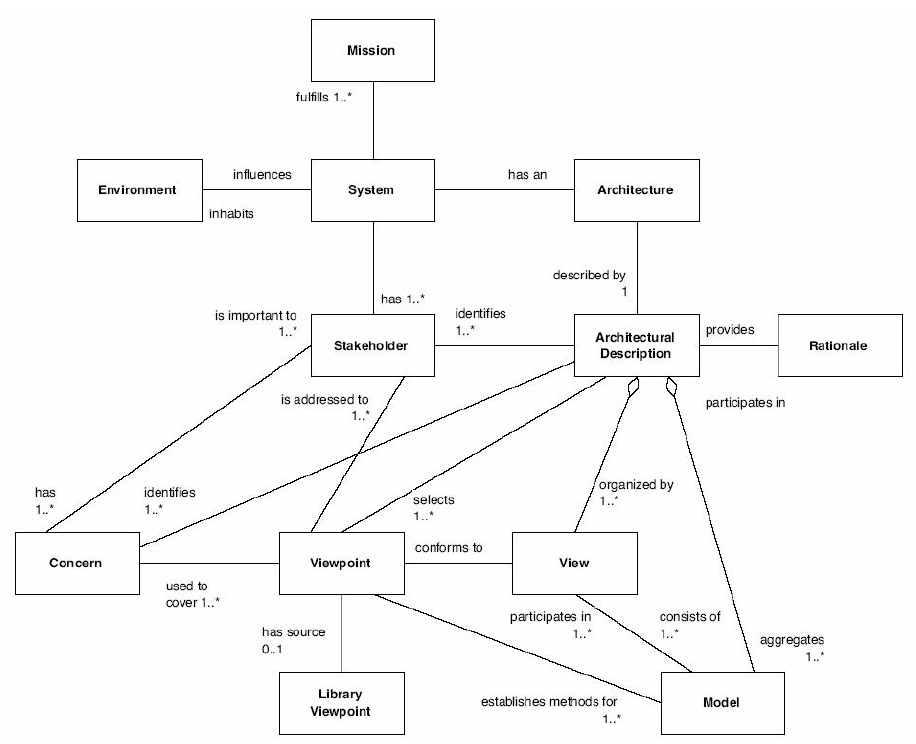 Mission
fulfills 1..*
Environment
influences
inhabits
System
has an
Architecture
described by
1
has 1..*
is important to
1..*
identifies
1..*
Stakeholder
Architectural
Description
provides
Rationale
is addressed to
1..*
participates in
has
1..*
identifies
1..*
selects
1..*
organized by
1..*
Concern
Viewpoint
conforms to
View
used to
cover 1..*
has source
0..1
participates in
1..*
consists of
1..*
aggregates
1..*
Library
Viewpoint
establishes methods for
1..*
Model